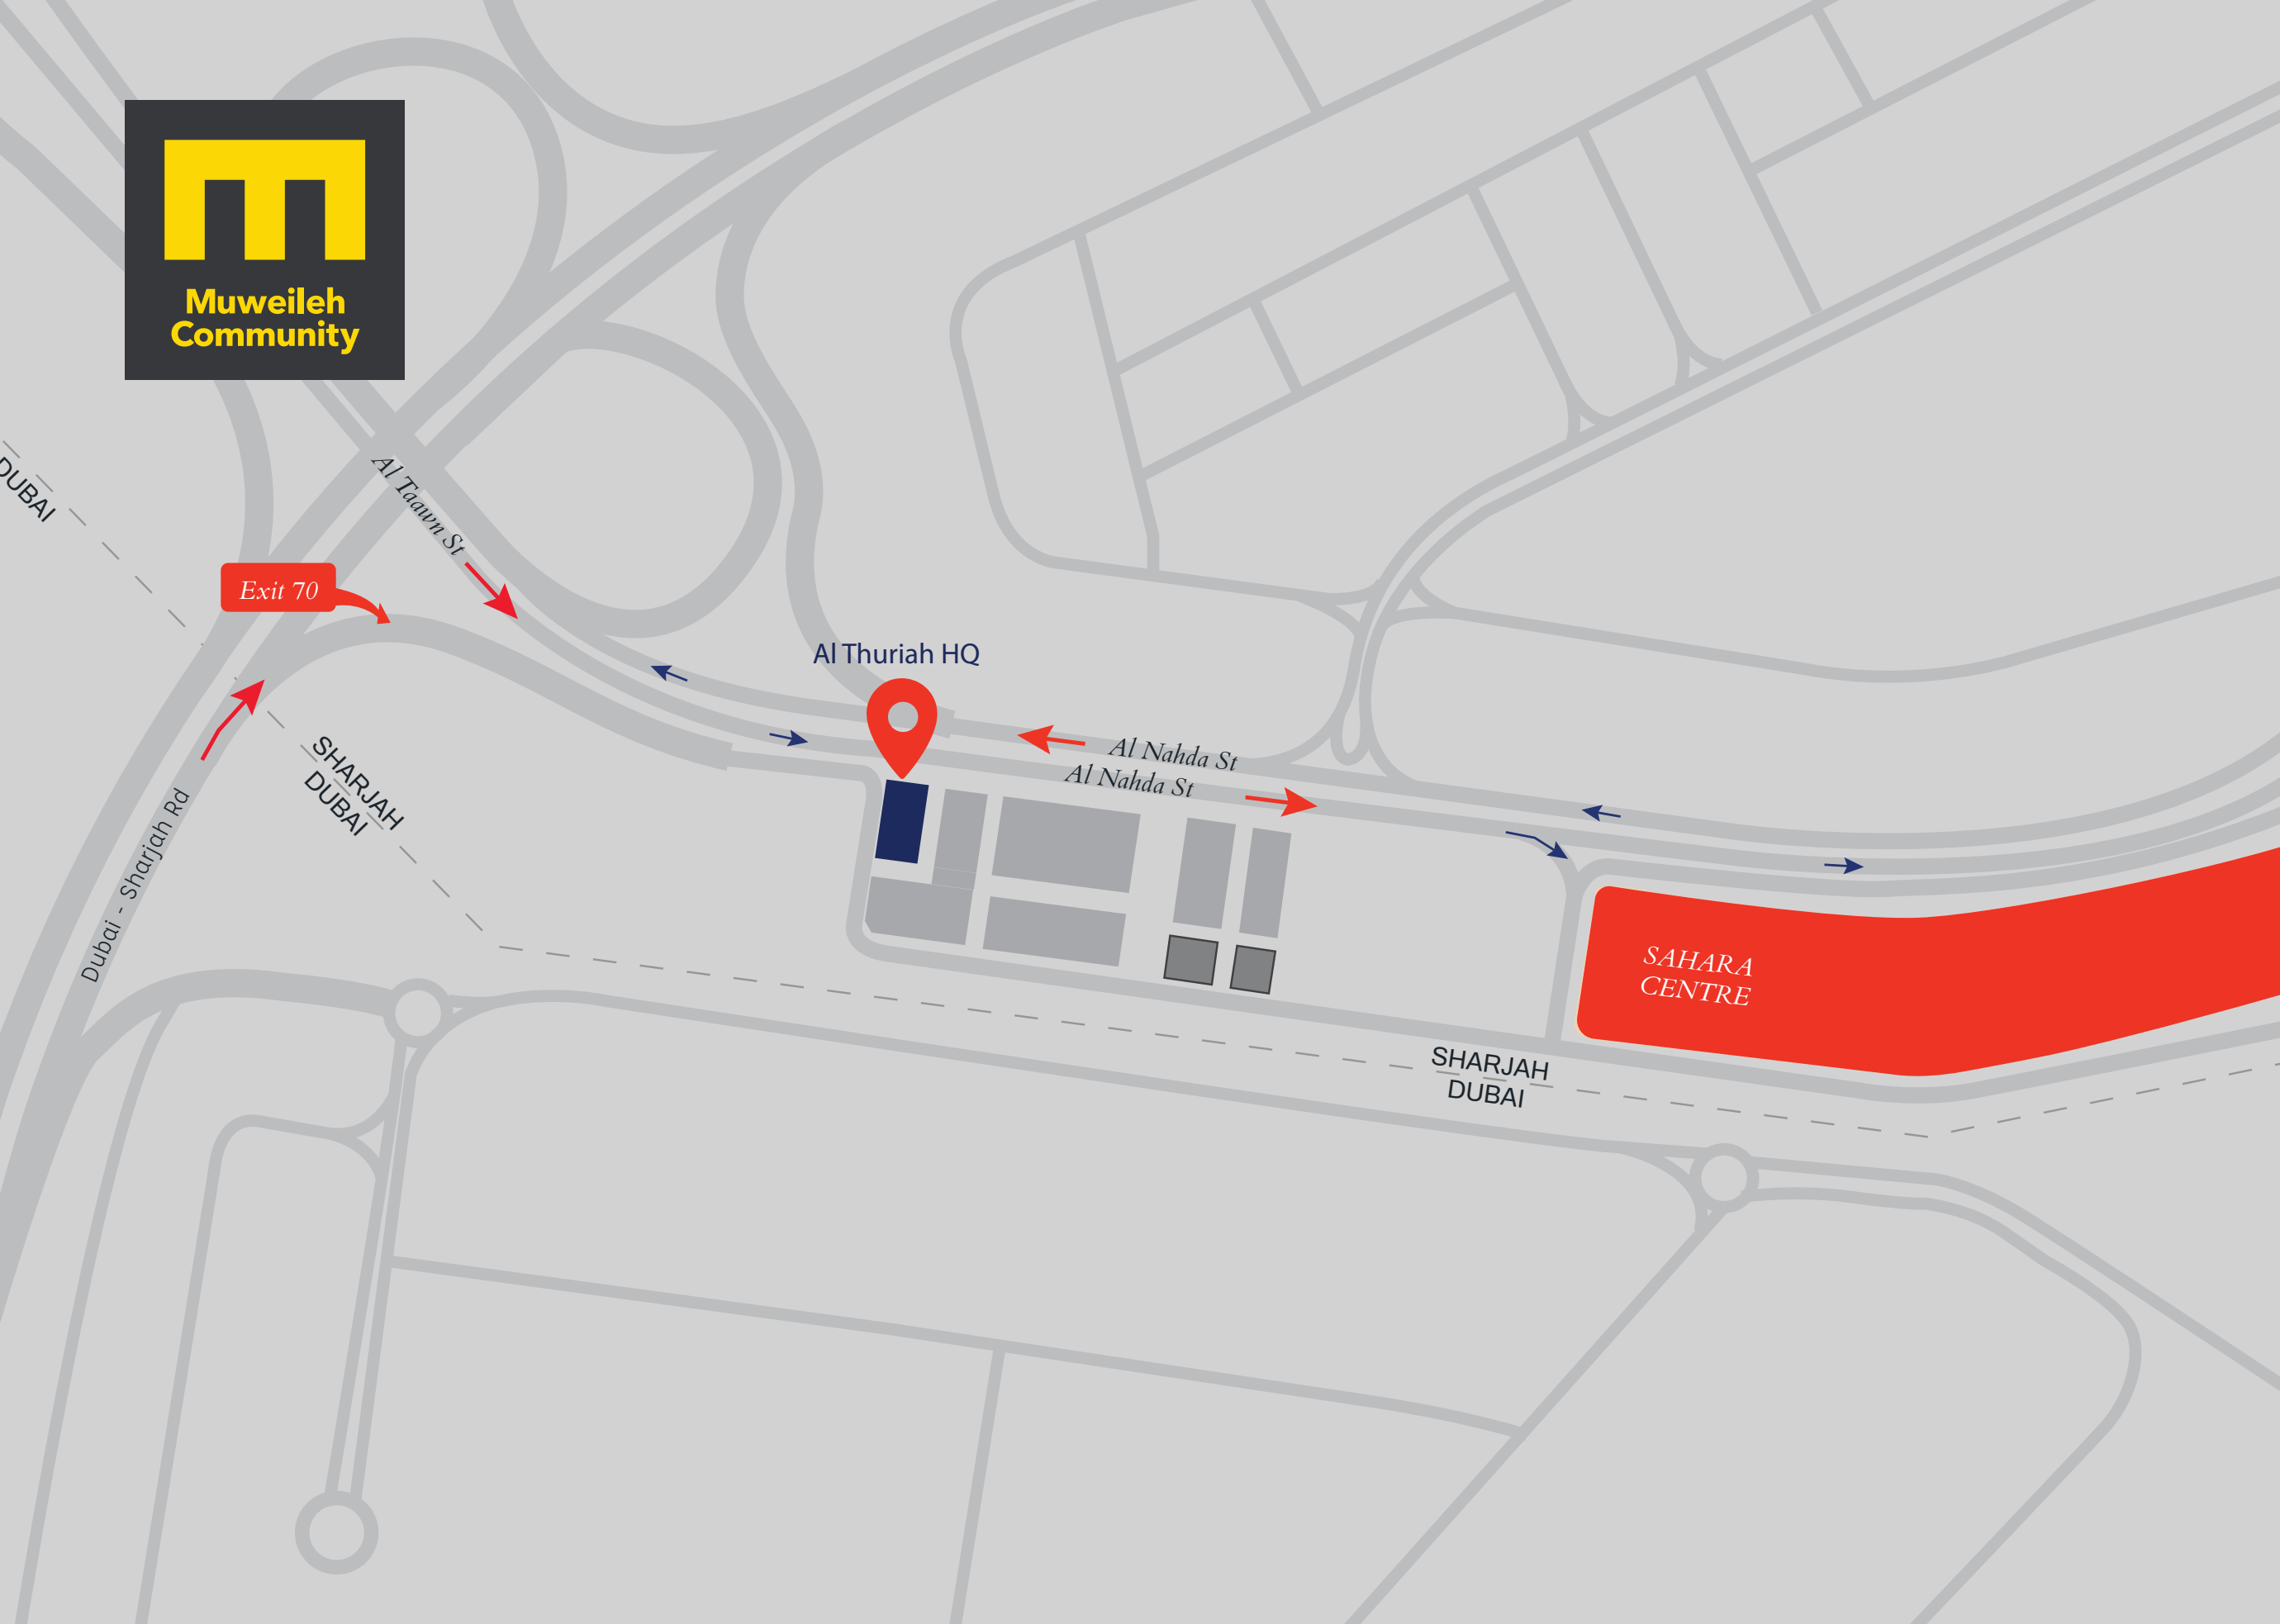 Muweileh
Community
DUBAI
Al Taawn St
Exit 70
Al Thuriah HQ
SHARJAH
DUBAI
Dubai - Sharjah Rd
Al Nahda St
Al Nahda St
SAHARA
CENTRE
SHARJAH
DUBAI